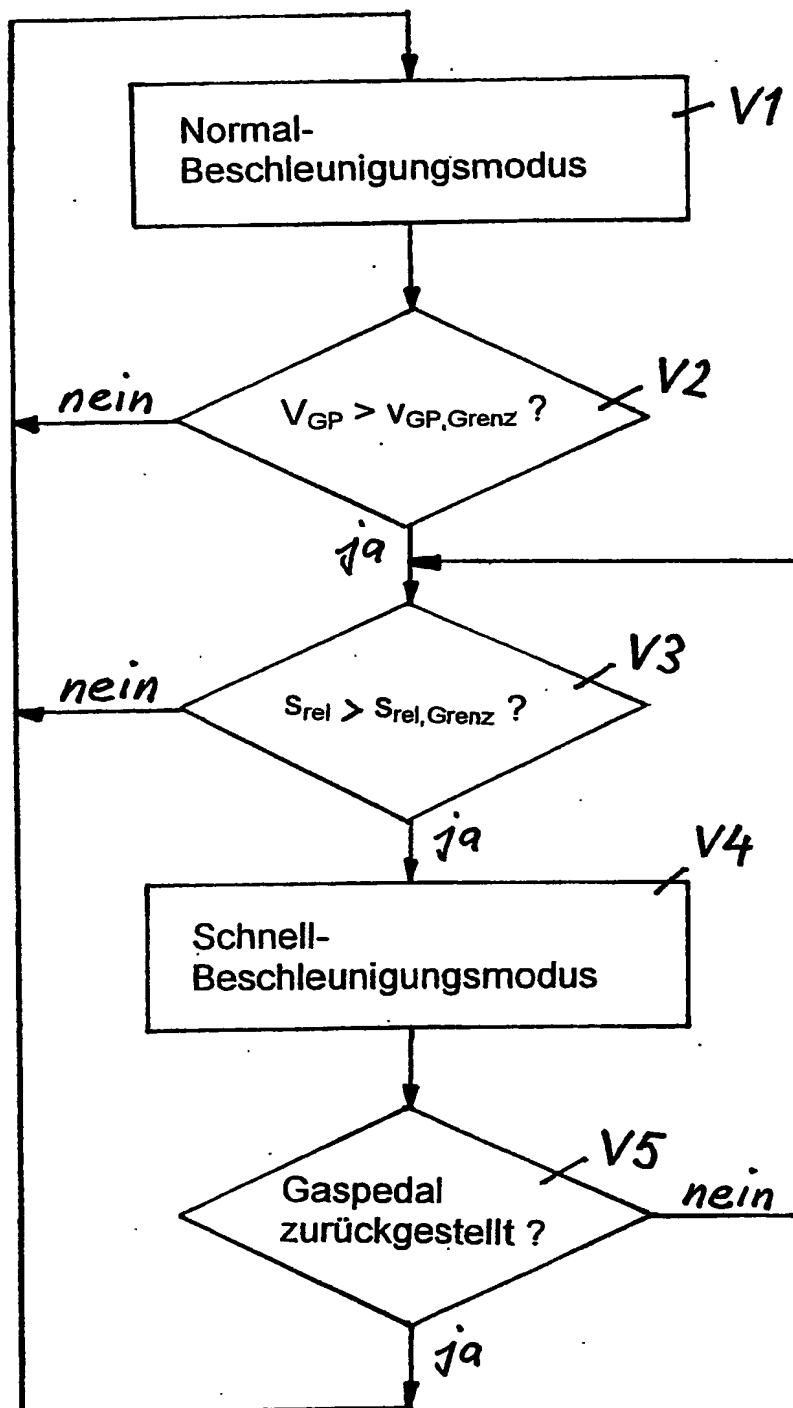 Normal-
Beschleunigungsmodus
V1
nein
V_GP > v_GP,Grenz ?
V2
ja
nein
s_rel > s_rel,Grenz ?
V3
ja
V4
Schnell-
Beschleunigungsmodus
Gaspedal
zurückgestellt ?
V5
nein
ja